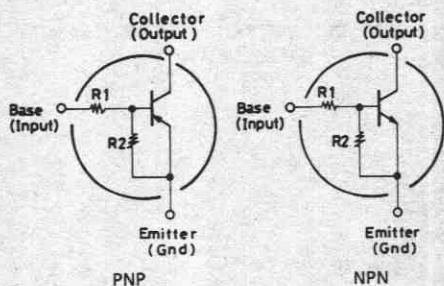 Collector
(Output)
R1
Base
(Input)
R2
Emitter
(Gnd)
PNP
Collector
(Output)
R1
Base
(Input)
R2
Emitter
(Gnd)
NPN